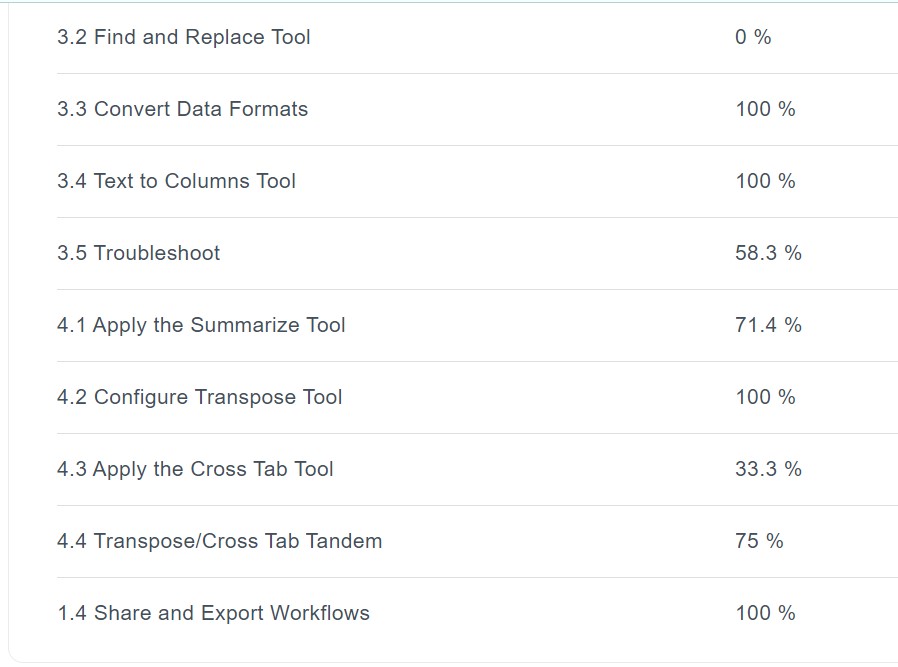 3.2 Find and Replace Tool 0 %
3.3 Convert Data Formats 100 %
3.4 Text to Columns Tool 100 %
3.5 Troubleshoot 58.3 %
4.1 Apply the Summarize Tool 71.4 %
4.2 Configure Transpose Tool 100 %
4.3 Apply the Cross Tab Tool 33.3 %
4.4 Transpose/Cross Tab Tandem 75 %
1.4 Share and Export Workflows 100 %